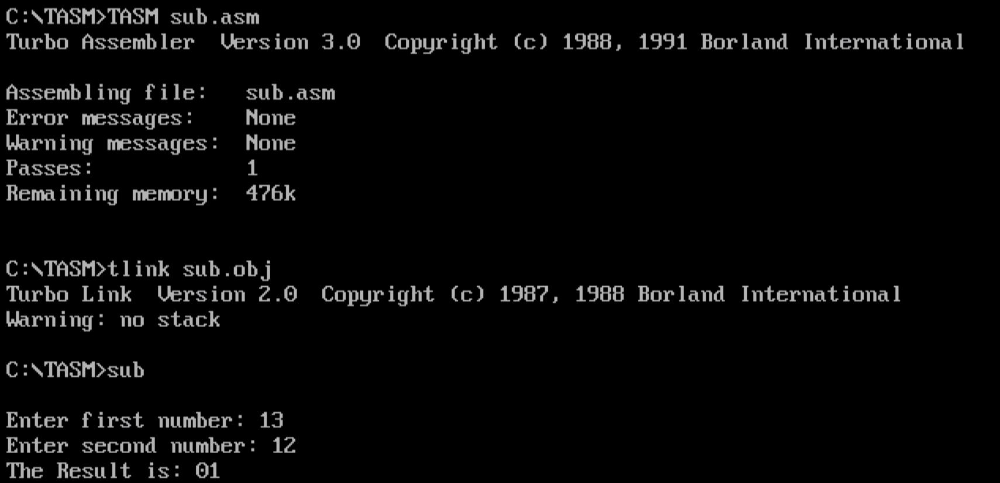 C:\TASM>TASM sub.asm
Turbo Assembler  Version 3.0  Copyright (c) 1988, 1991 Borland International
Assembling file:   sub.asm
Error messages:    None
Warning messages:  None
Passes:            1
Remaining memory:  476k
C:\TASM>tlink sub.obj
Turbo Link  Version 2.0  Copyright (c) 1987, 1988 Borland International
Warning: no stack
C:\TASM>sub
Enter first number: 13
Enter second number: 12
The Result is: 01